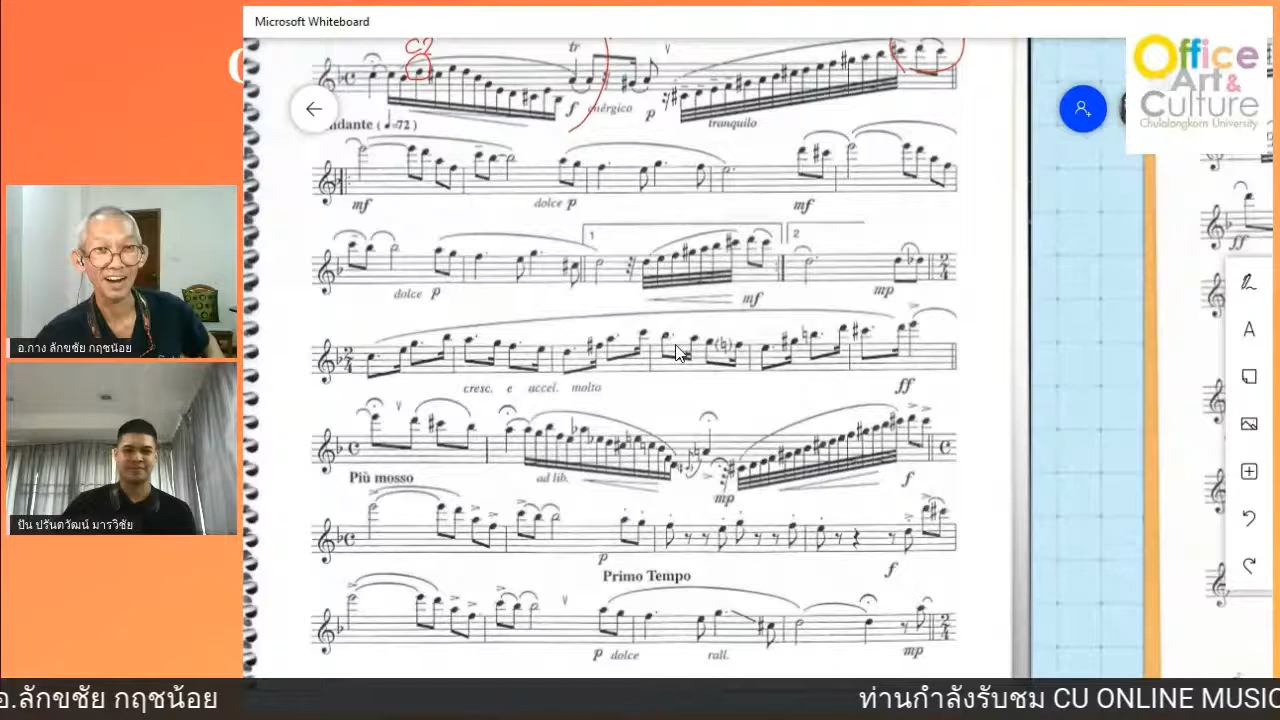 Microsoft Whiteboard
Office
Art &
Culture
Chulalongkorn University
C7
tr
f enérgico
p
tranquilo
(♩=72)
mf
dolce p
mf
1
2
dolce p
mf
mp
cresc. e accel. molto
ff
Più mosso
ad lib.
mp
f
p
f
Primo Tempo
p dolce
rall.
mp
ff
A
อ.กาง ลักขชัย กฤชน้อย
ปัน ปรันตวัฒน์ มารวิชัย
อ.ลักขชัย กฤชน้อย
ท่านกำลังรับชม CU ONLINE MUSIC